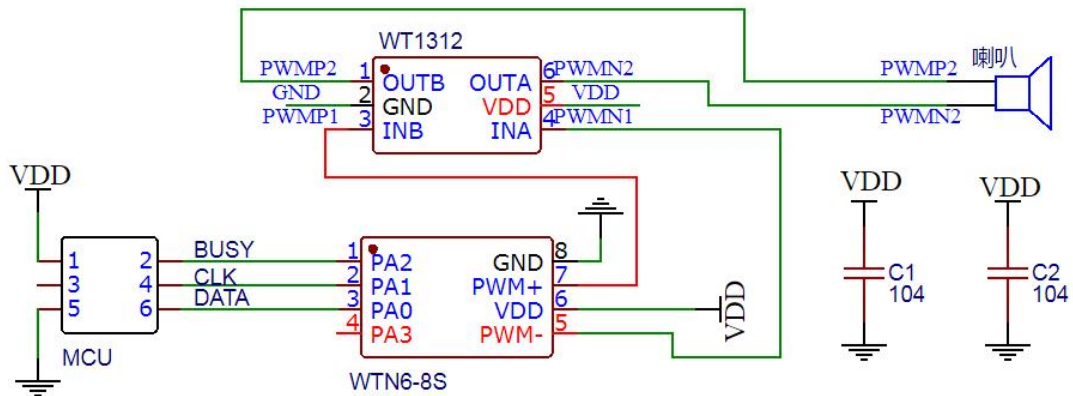 WT1312
PWMP2 1 OUTB OUTA 6 PWMN2
GND 2 GND VDD 5 VDD
PWMP1 3 INB INA 4 PWMN1
PWMP2 喇叭
PWMN2
VDD
1 2 BUSY
3 4 CLK
5 6 DATA
MCU
1 PA2 GND 8
2 PA1 PWM+ 7
3 PA0 VDD 6 VDD
4 PA3 PWM- 5
WTN6-8S
VDD
C1
104
VDD
C2
104